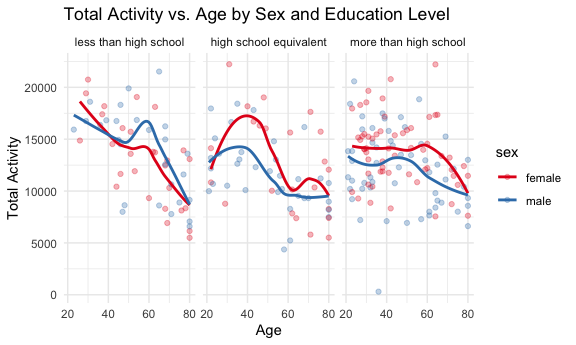 Total Activity vs. Age by Sex and Education Level
less than high school
high school equivalent
more than high school
Total Activity
20000
15000
10000
5000
0
20 40 60 80
20 40 60 80
20 40 60 80
Age
sex
female
male